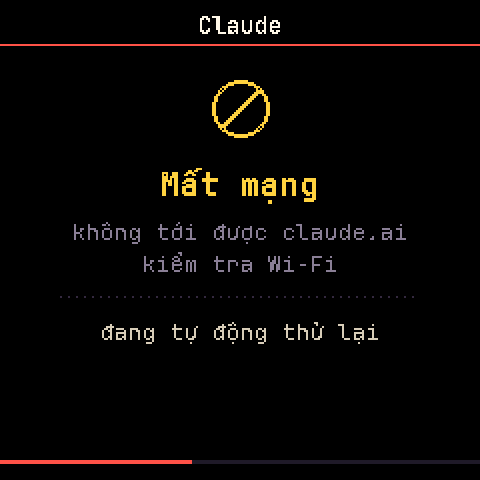 Claude
Mất mạng
không tới được claude.ai
kiểm tra Wi-Fi
đang tự động thử lại